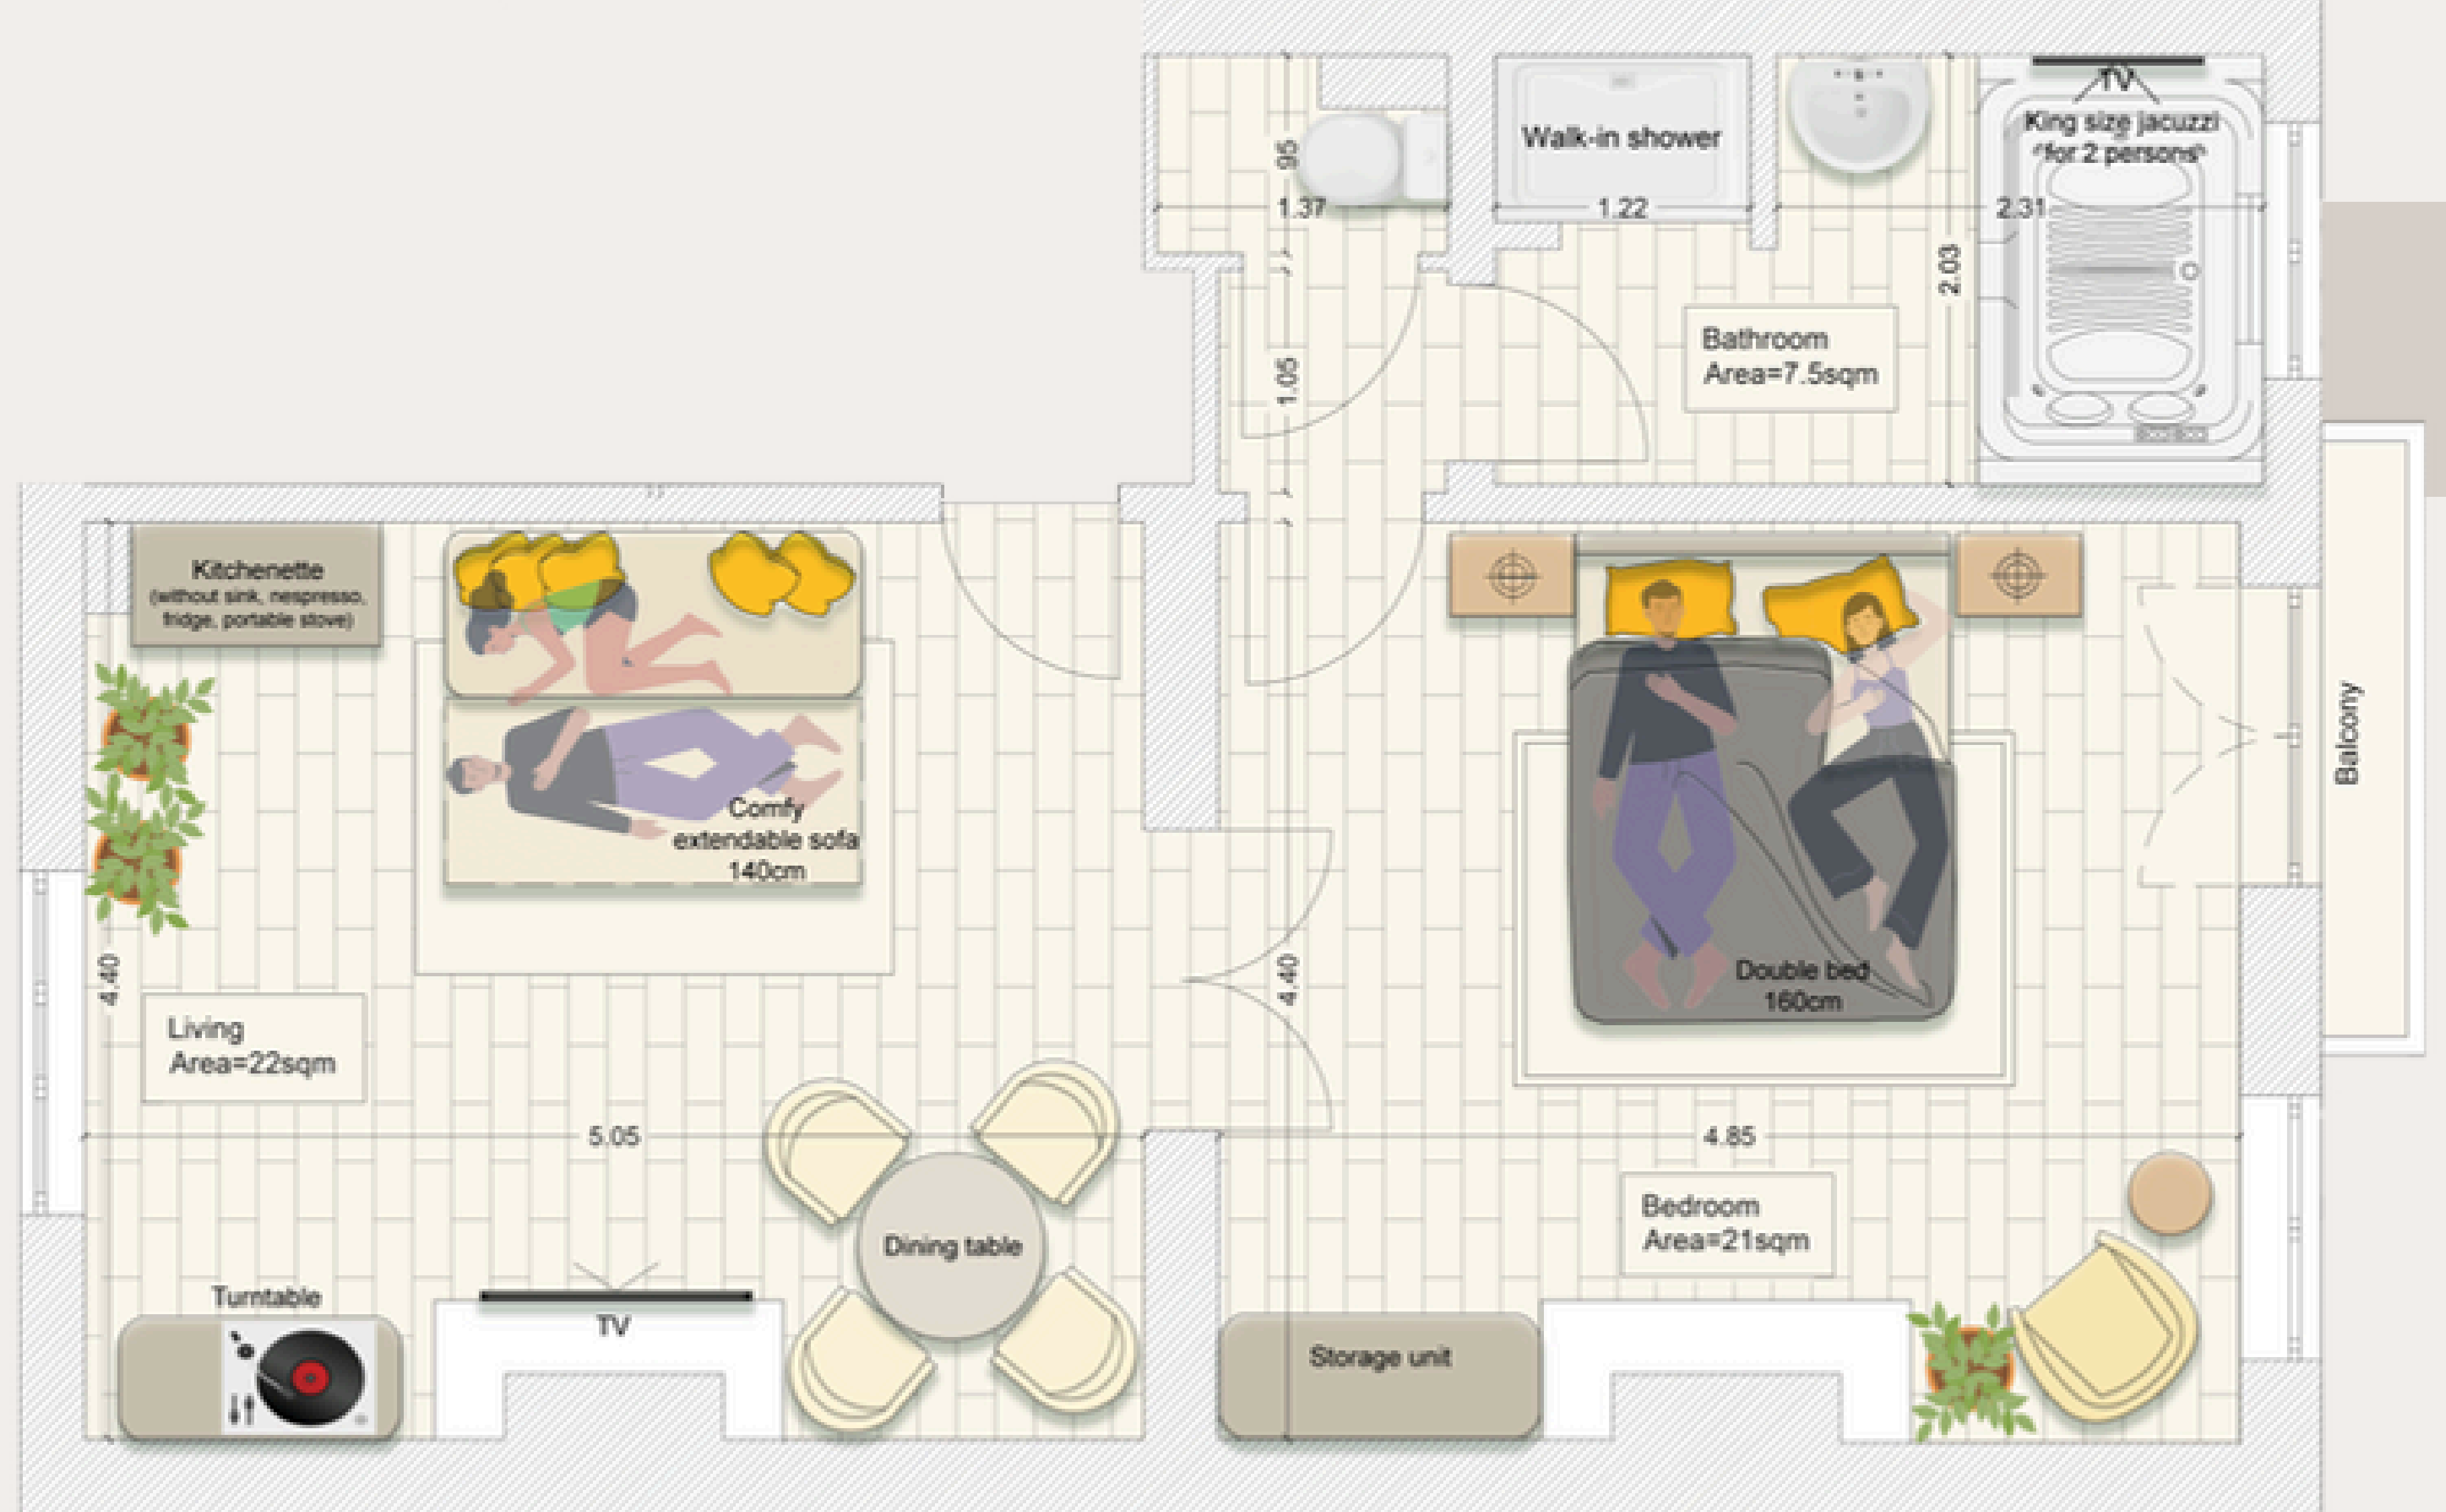 TV
King size jacuzzi
for 2 persons
Walk-in shower
95
1.37
1.22
2.31
2.03
Bathroom
Area=7.5sqm
1.05
Kitchenette
(without sink, nespresso,
fridge, portable stove)
Comfy
extendable sofa
140cm
Balcony
Double bed
160cm
4.40
4.40
Living
Area=22sqm
5.05
4.85
Bedroom
Area=21sqm
Dining table
Turntable
TV
Storage unit